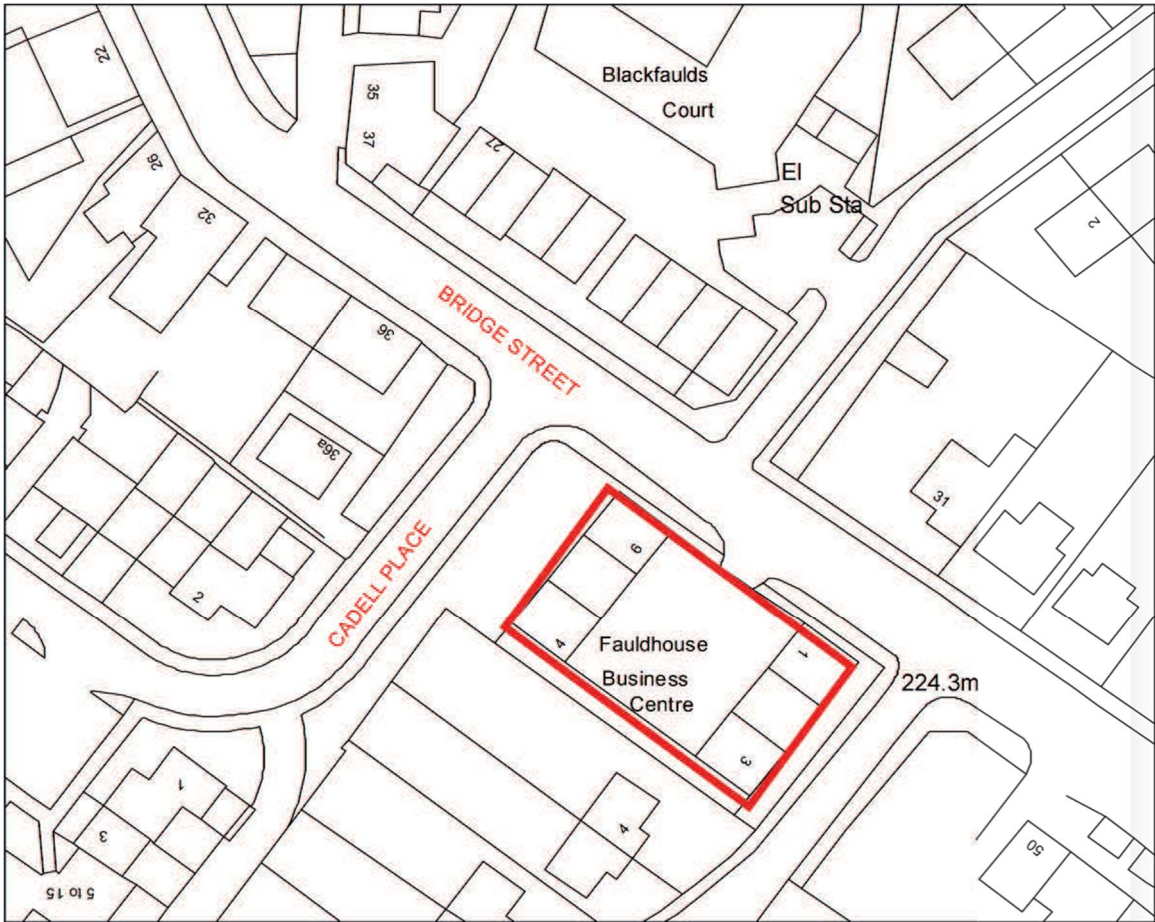 22
35
37
Blackfaulds
Court
27
26
El
Sub Sta
2
32
BRIDGE STREET
36
36a
31
6
CADELL PLACE
2
4
Fauldhouse
Business
Centre
1
224.3m
3
1
3
4
50
5 to 15